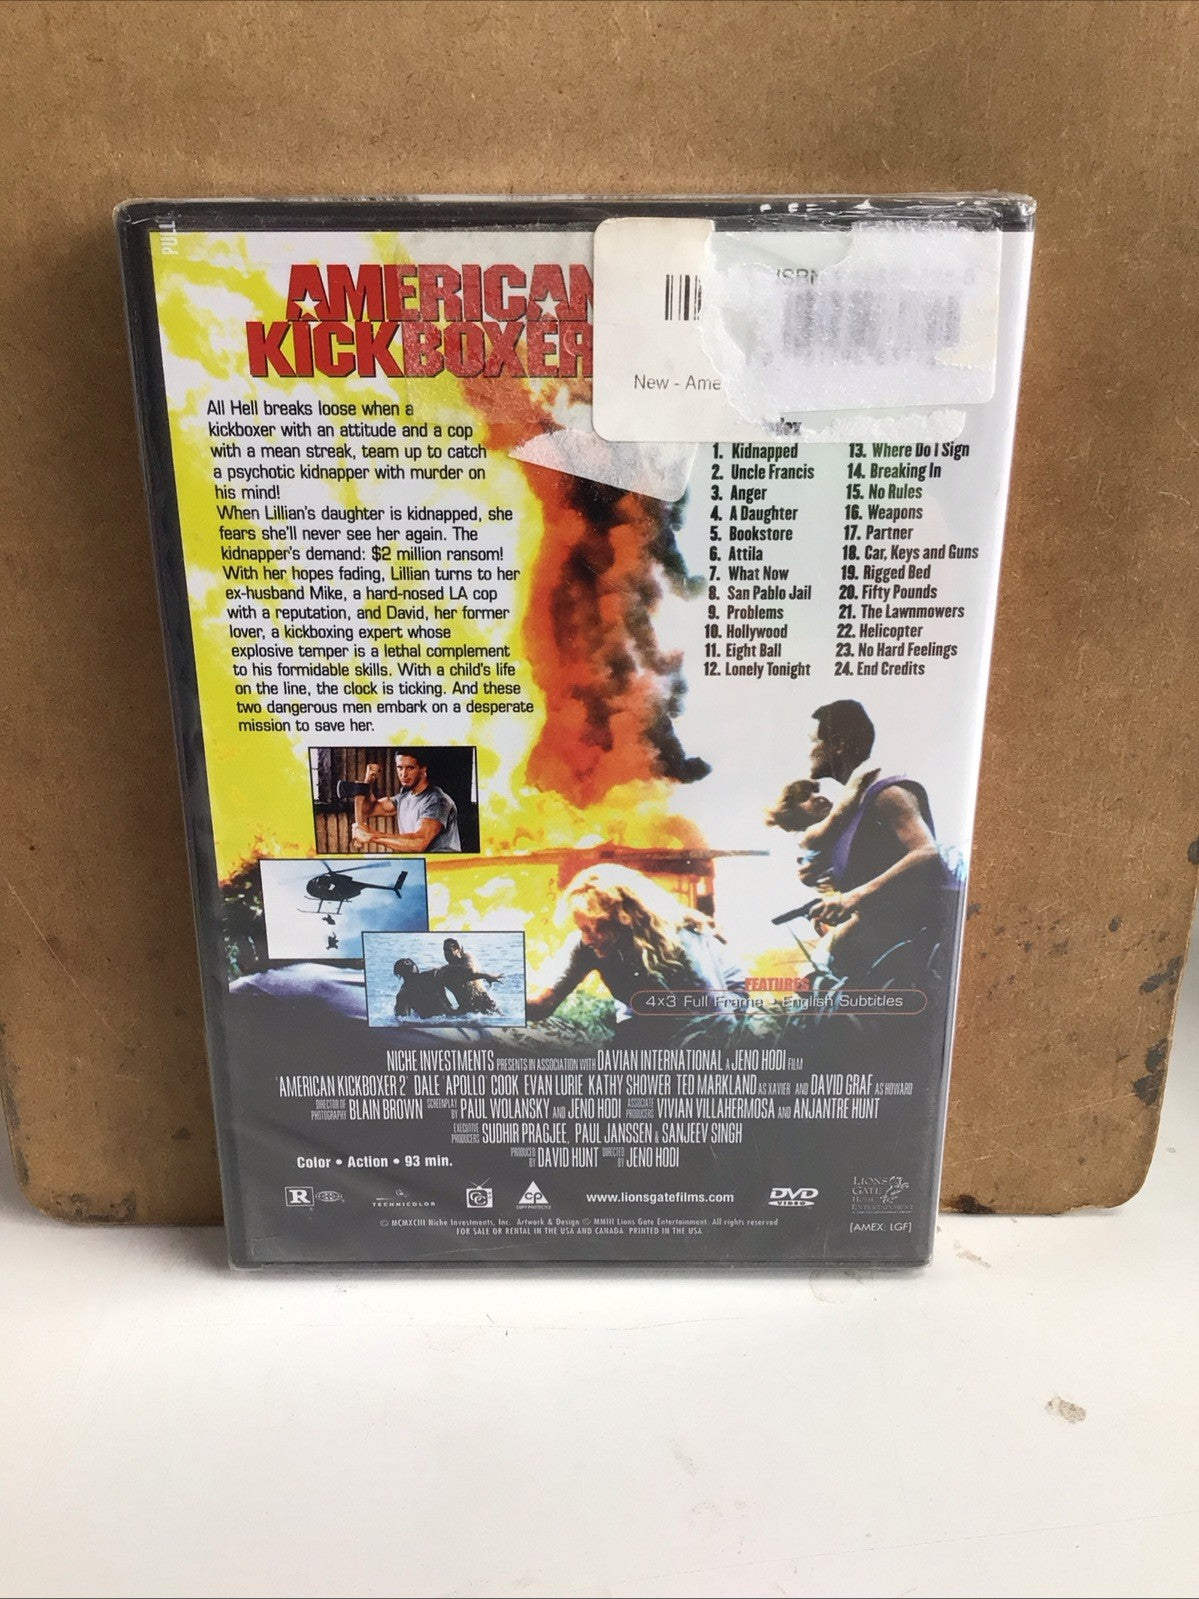 PULL
AMERICAN
KICKBOXER
ISBN
New - Ame
All Hell breaks loose when a
kickboxer with an attitude and a cop
with a mean streak, team up to catch
a psychotic kidnapper with murder on
his mind!
When Lillian's daughter is kidnapped, she
fears she'll never see her again. The
kidnapper's demand: $2 million ransom!
With her hopes fading, Lillian turns to her
ex-husband Mike, a hard-nosed LA cop
with a reputation, and David, her former
lover, a kickboxing expert whose
explosive temper is a lethal complement
to his formidable skills. With a child's life
on the line, the clock is ticking. And these
two dangerous men embark on a desperate
mission to save her.
1. Kidnapped
2. Uncle Francis
3. Anger
4. A Daughter
5. Bookstore
6. Attila
7. What Now
8. San Pablo Jail
9. Problems
10. Hollywood
11. Eight Ball
12. Lonely Tonight
13. Where Do I Sign
14. Breaking In
15. No Rules
16. Weapons
17. Partner
18. Car, Keys and Guns
19. Rigged Bed
20. Fifty Pounds
21. The Lawnmowers
22. Helicopter
23. No Hard Feelings
24. End Credits
FEATURES
4x3 Full Frame - English Subtitles
NICHE INVESTMENTS PRESENTS IN ASSOCIATION WITH DAVIAN INTERNATIONAL A JENO HODI FILM
"AMERICAN KICKBOXER 2" DALE "APOLLO" COOK EVAN LURIE KATHY SHOWER TED MARKLAND AS XAVIER AND DAVID GRAF AS HOWARD
DIRECTOR OF PHOTOGRAPHY BLAIN BROWN SCREENPLAY BY PAUL WOLANSKY AND JENO HODI ASSOCIATE PRODUCERS VIVIAN VILLAHERMOSA AND ANJANTRE HUNT
EXECUTIVE PRODUCERS SUDHIR PRAGJEE, PAUL JANSSEN & SANJEEV SINGH
PRODUCED BY DAVID HUNT DIRECTED BY JENO HODI
Color • Action • 93 min.
R
TECHNICOLOR
CC
CP
COPY PROTECTED
www.lionsgatefilms.com
DVD
VIDEO
LIONS GATE
HOME
ENTERTAINMENT
[AMEX: LGF]
© MCMXCIII Niche Investments, Inc. Artwork & Design © MMIII Lions Gate Entertainment. All rights reserved
FOR SALE OR RENTAL IN THE USA AND CANADA. PRINTED IN THE USA